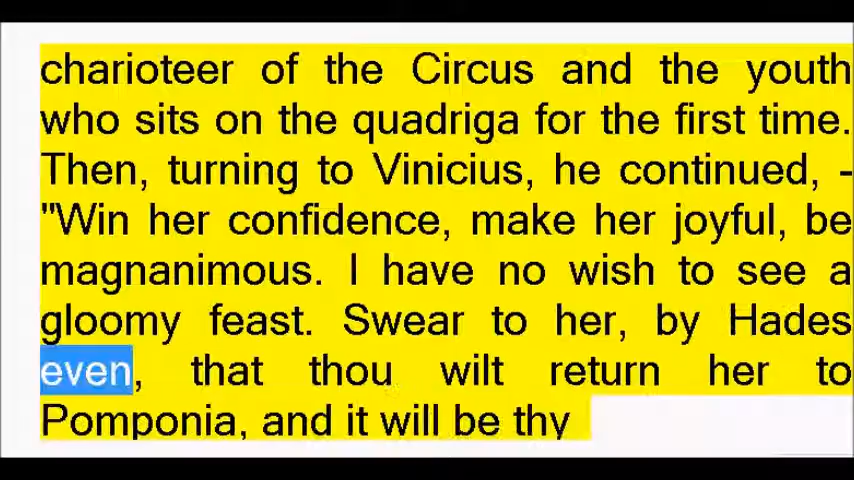 charioteer of the Circus and the youth
who sits on the quadriga for the first time.
Then, turning to Vinicius, he continued, -
"Win her confidence, make her joyful, be
magnanimous. I have no wish to see a
gloomy feast. Swear to her, by Hades
even, that thou wilt return her to
Pomponia, and it will be thy